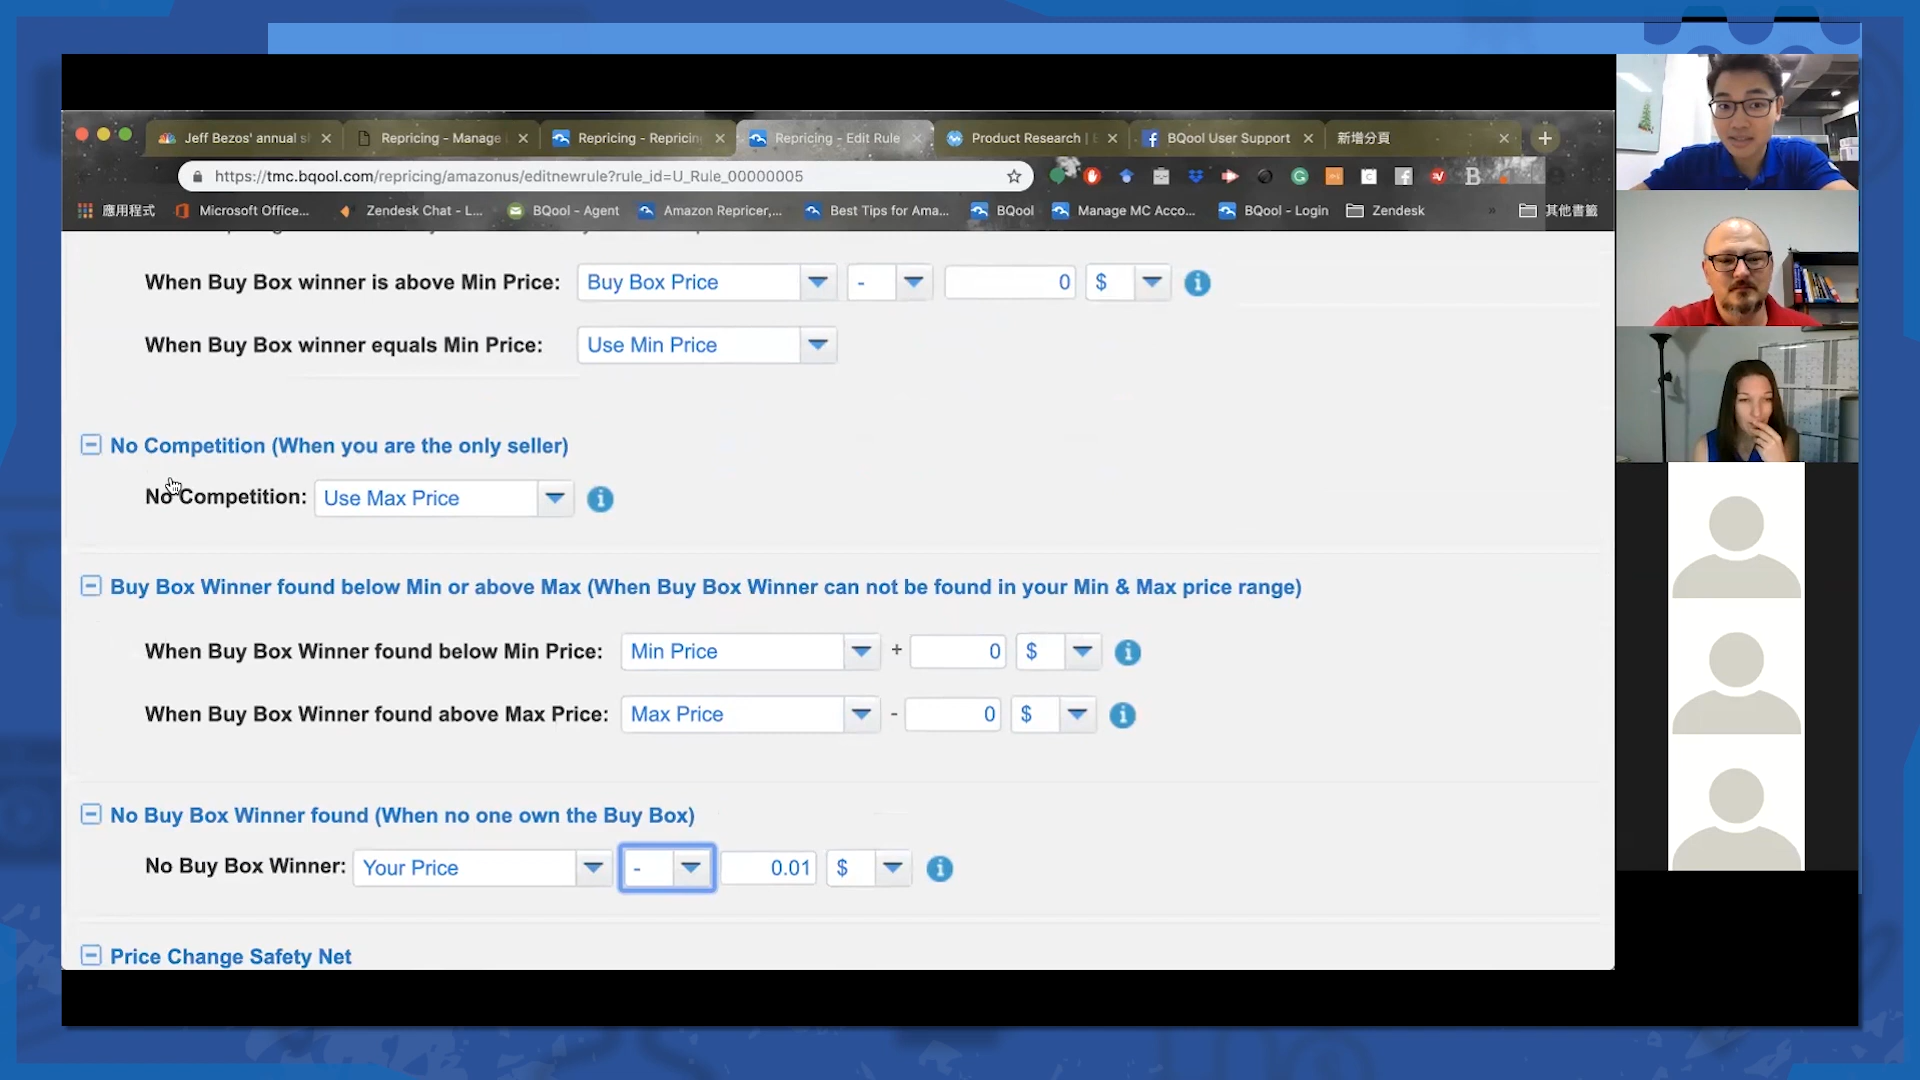 Jeff Bezos' annual s
Repricing - Manage
Repricing - Repricing
Repricing - Edit Rule
Product Research |
BQool User Support
新增分頁
https://tmc.bqool.com/repricing/amazonus/editnewrule?rule_id=U_Rule_00000005
應用程式
Microsoft Office...
Zendesk Chat - L...
BQool - Agent
Amazon Repricer,...
Best Tips for Ama...
BQool
Manage MC Acco...
BQool - Login
Zendesk
»
其他書籤
When Buy Box winner is above Min Price: Buy Box Price - 0 $
When Buy Box winner equals Min Price: Use Min Price
No Competition (When you are the only seller)
No Competition: Use Max Price
Buy Box Winner found below Min or above Max (When Buy Box Winner can not be found in your Min & Max price range)
When Buy Box Winner found below Min Price: Min Price + 0 $
When Buy Box Winner found above Max Price: Max Price - 0 $
No Buy Box Winner found (When no one own the Buy Box)
No Buy Box Winner: Your Price - 0.01 $
Price Change Safety Net